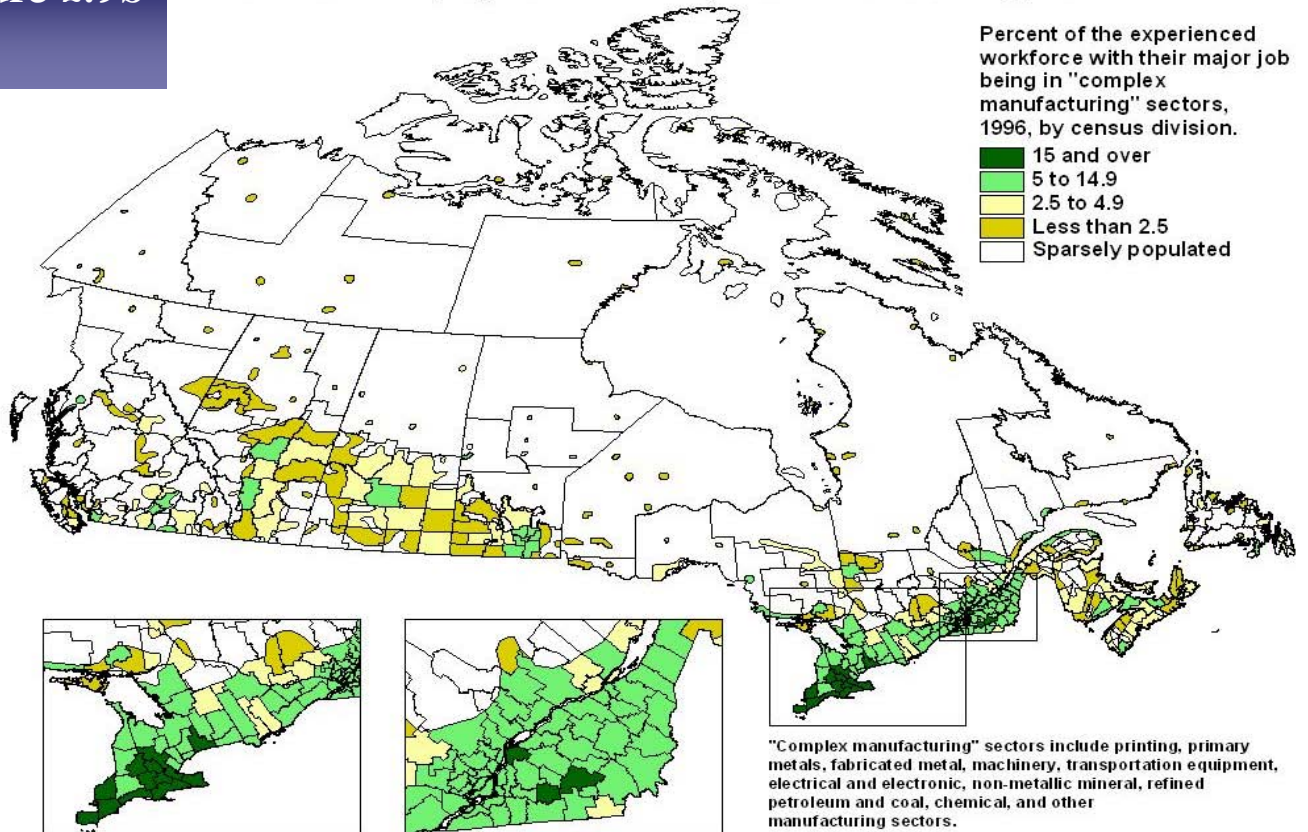 Percent of the experienced
workforce with their major job
being in "complex
manufacturing" sectors,
1996, by census division.
15 and over
5 to 14.9
2.5 to 4.9
Less than 2.5
Sparsely populated
"Complex manufacturing" sectors include printing, primary
metals, fabricated metal, machinery, transportation equipment,
electrical and electronic, non-metallic mineral, refined
petroleum and coal, chemical, and other
manufacturing sectors.